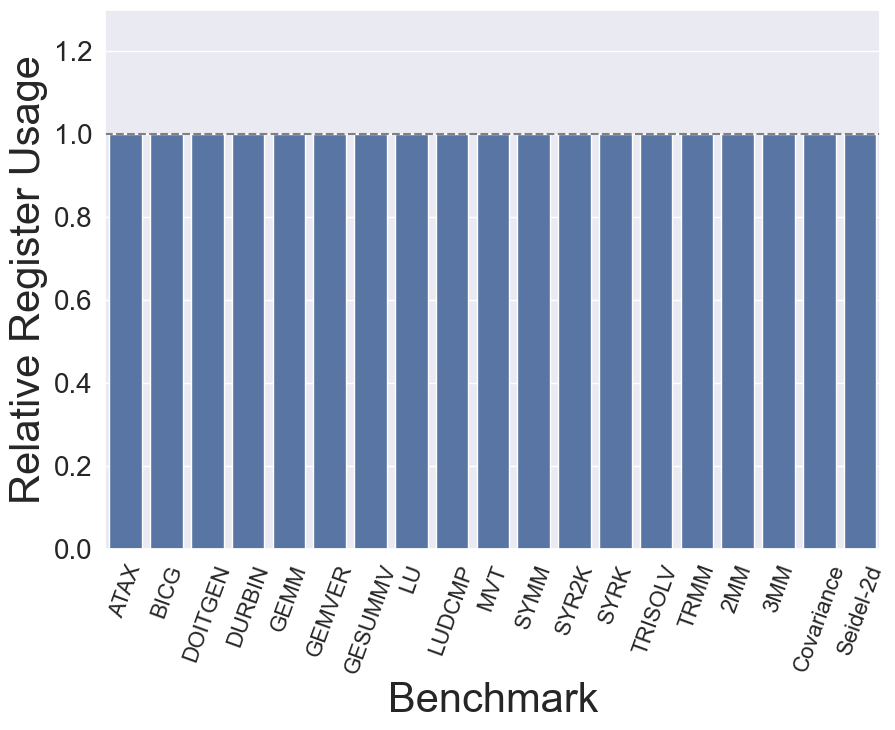 Relative Register Usage
1.2
1.0
0.8
0.6
0.4
0.2
0.0
ATAX
BICG
DOITGEN
DURBIN
GEMM
GEMVER
GESUMMV
LU
LUDCMP
MVT
SYMM
SYR2K
SYRK
TRISOLV
TRMM
2MM
3MM
Covariance
Seidel-2d
Benchmark